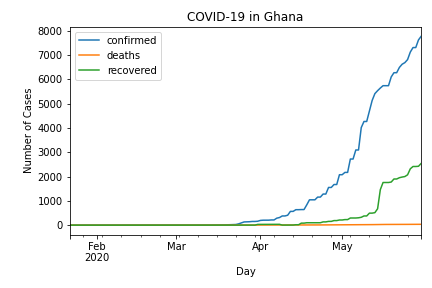 COVID-19 in Ghana
confirmed
deaths
recovered
Number of Cases
8000
7000
6000
5000
4000
3000
2000
1000
0
Feb
2020
Mar
Apr
May
Day